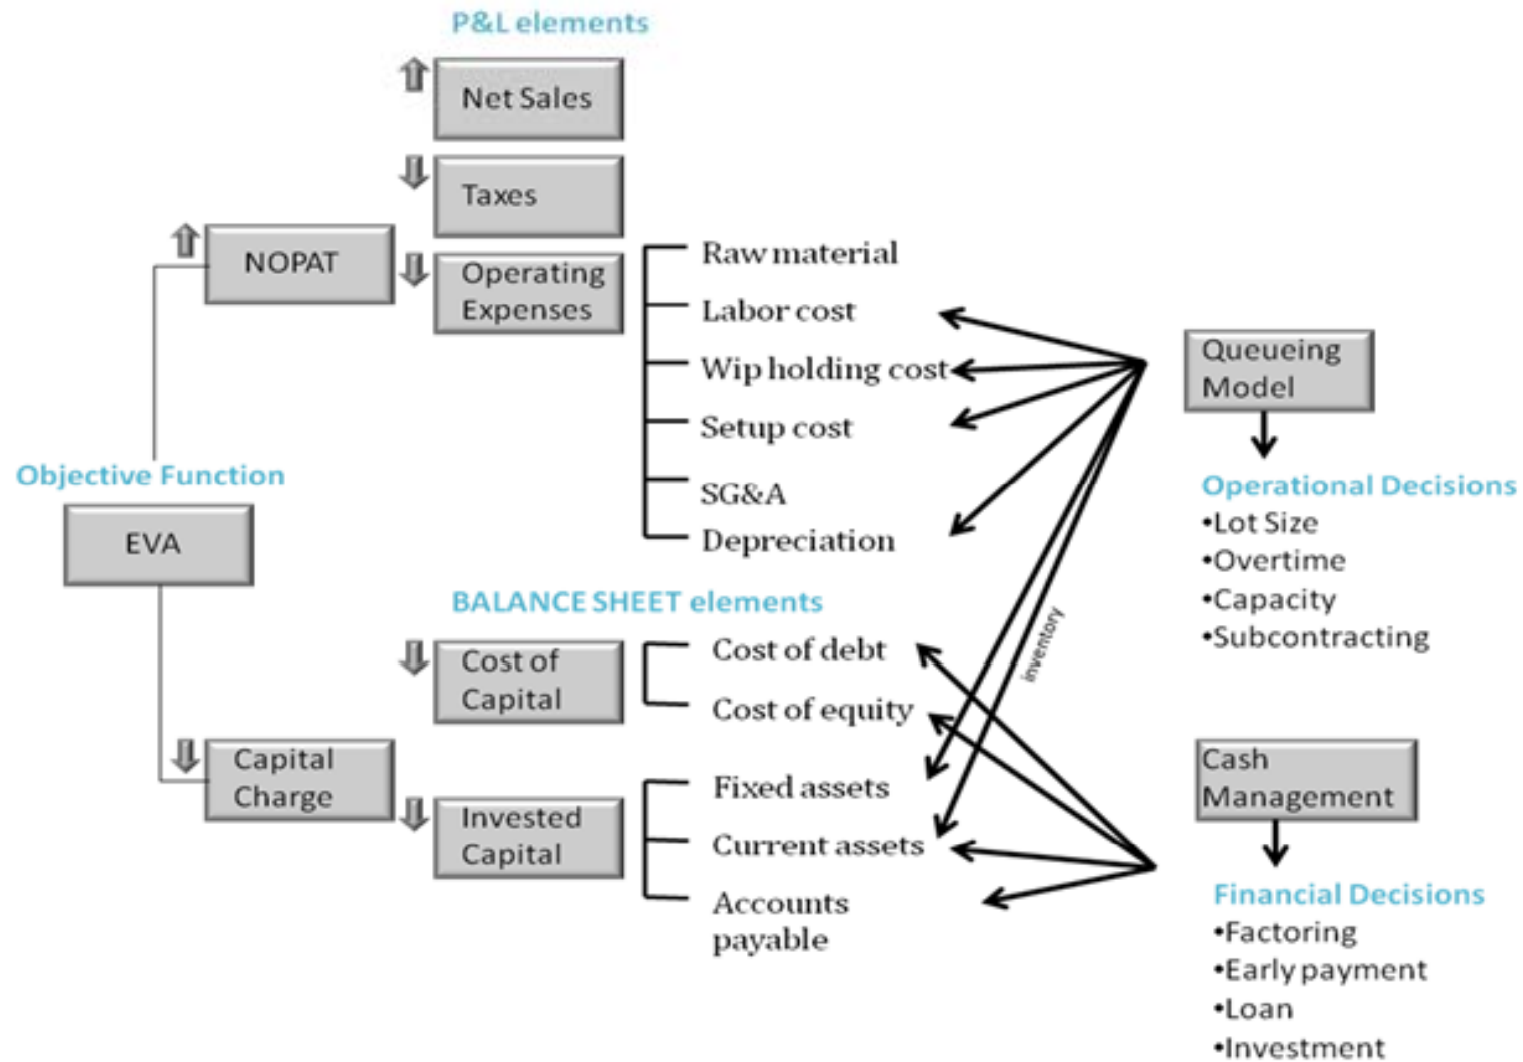 P&L elements
Net Sales
Taxes
NOPAT
Operating
Expenses
Raw material
Labor cost
Wip holding cost
Setup cost
SG&A
Depreciation
Queueing
Model
Operational Decisions
•Lot Size
•Overtime
•Capacity
•Subcontracting
Objective Function
EVA
BALANCE SHEET elements
Cost of
Capital
Cost of debt
Cost of equity
inventory
Capital
Charge
Invested
Capital
Fixed assets
Current assets
Accounts
payable
Cash
Management
Financial Decisions
•Factoring
•Early payment
•Loan
•Investment